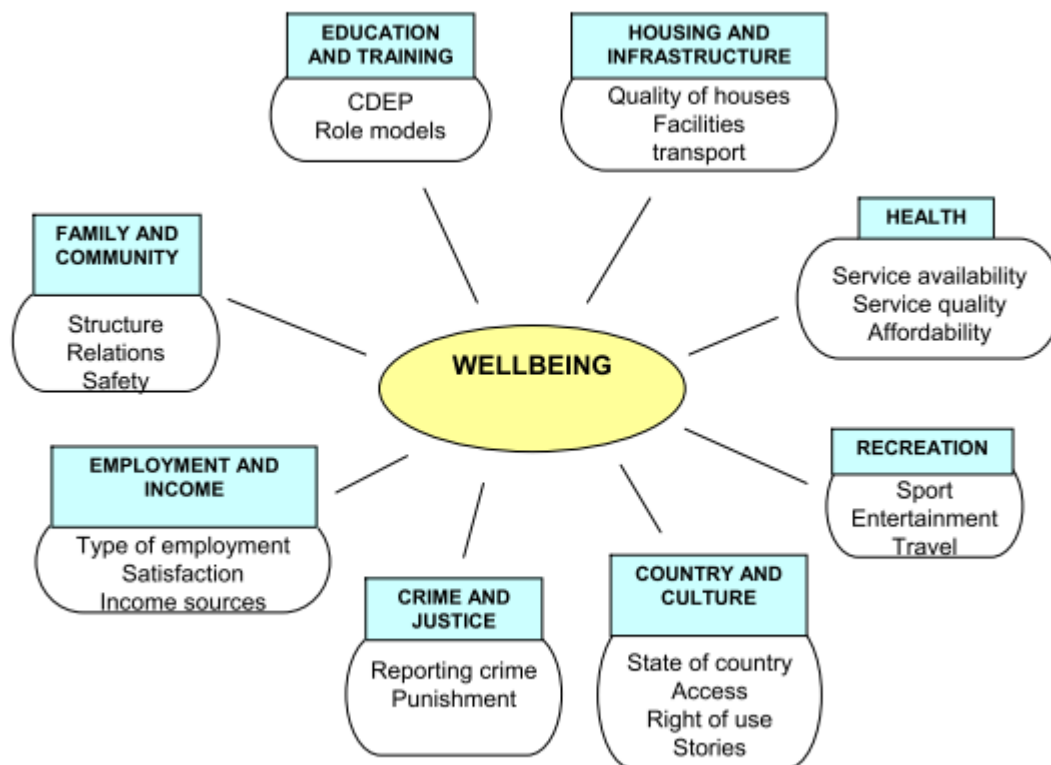 EDUCATION
AND TRAINING
CDEP
Role models
HOUSING AND
INFRASTRUCTURE
Quality of houses
Facilities
transport
FAMILY AND
COMMUNITY
Structure
Relations
Safety
HEALTH
Service availability
Service quality
Affordability
WELLBEING
EMPLOYMENT AND
INCOME
Type of employment
Satisfaction
Income sources
RECREATION
Sport
Entertainment
Travel
CRIME AND
JUSTICE
Reporting crime
Punishment
COUNTRY AND
CULTURE
State of country
Access
Right of use
Stories